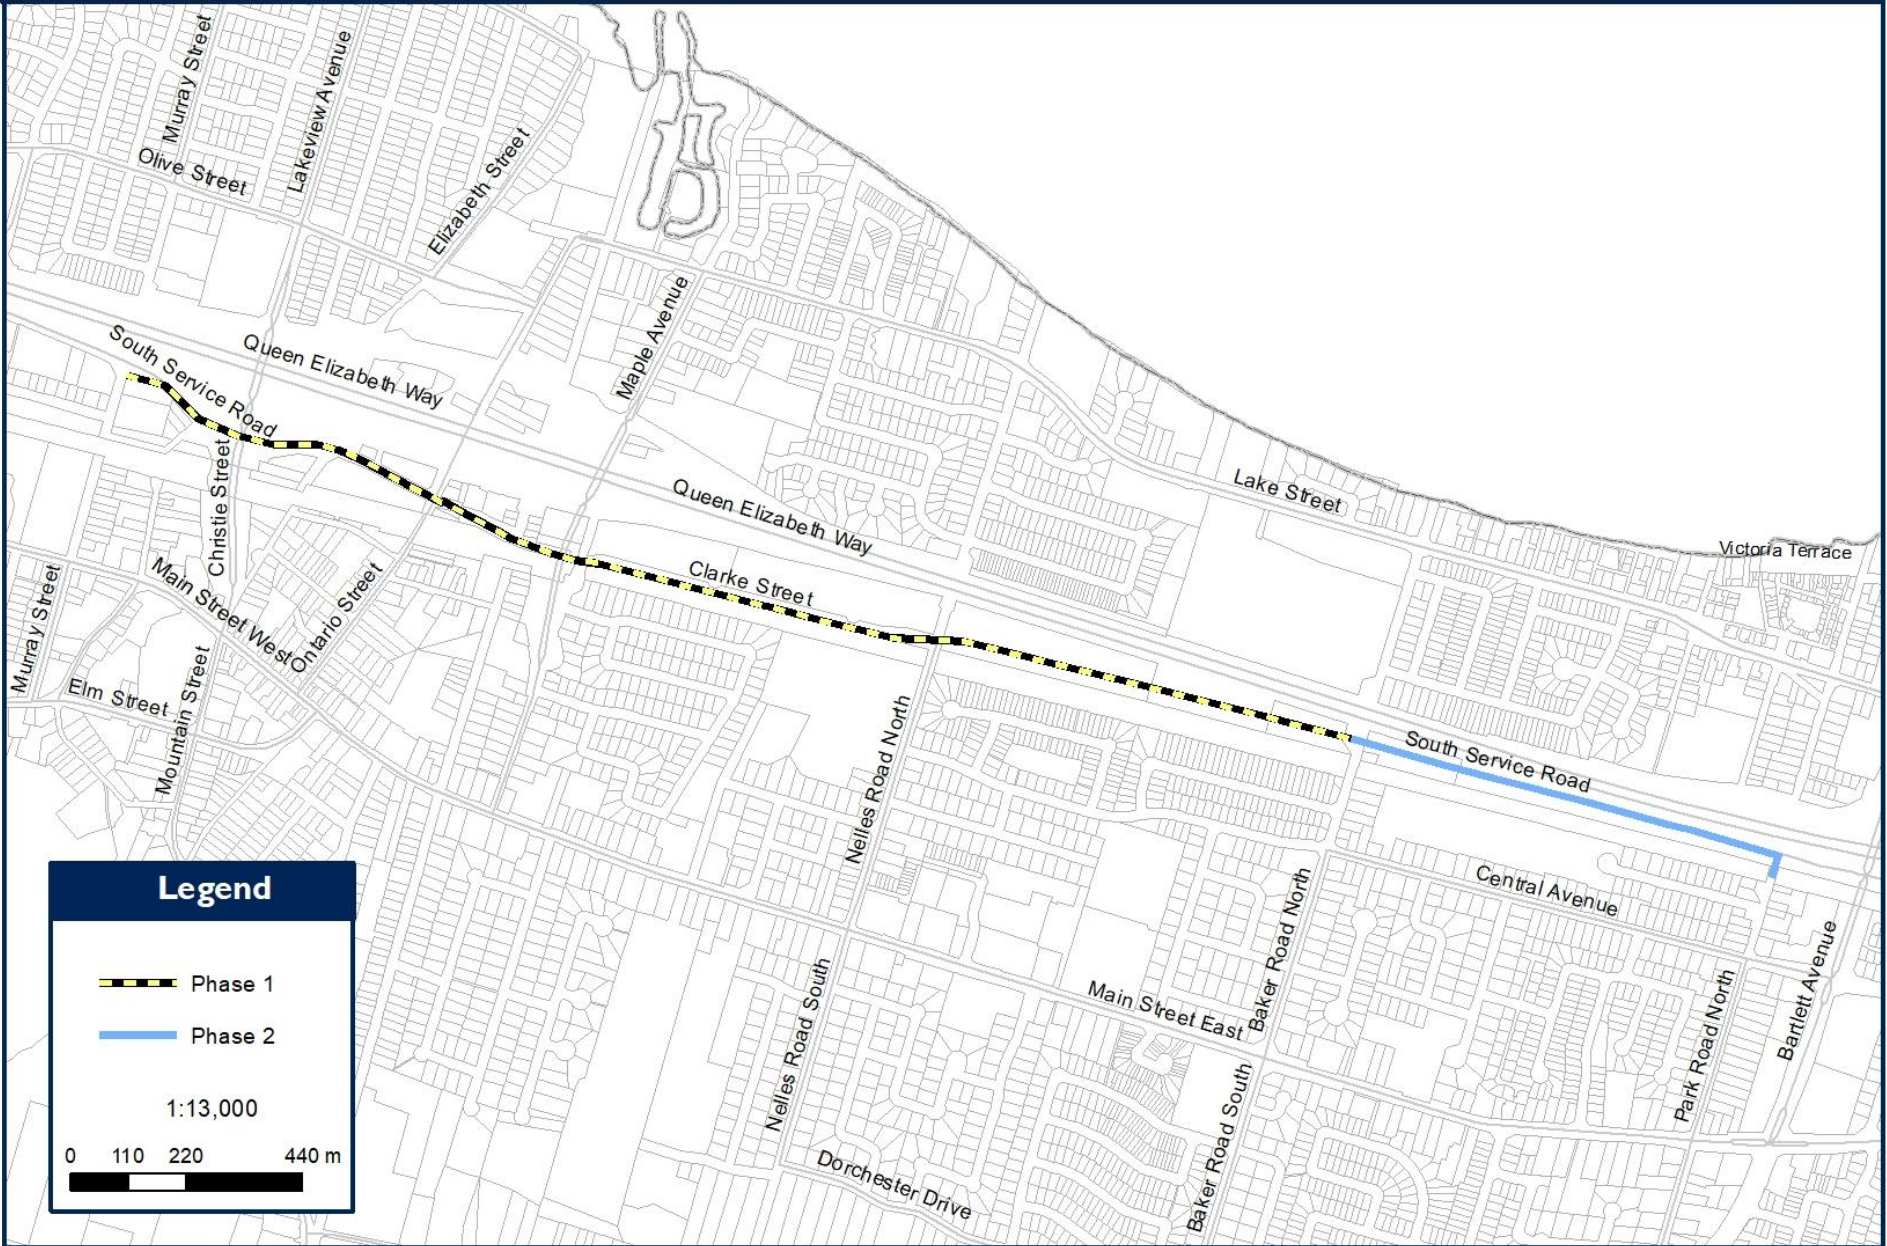 Murray Street
Lakeview Avenue
Olive Street
Elizabeth Street
Maple Avenue
South Service Road
Queen Elizabeth Way
Christie Street
Queen Elizabeth Way
Lake Street
Victoria Terrace
Clarke Street
Main Street West
Ontario Street
Murray Street
Elm Street
Mountain Street
Nelles Road North
South Service Road
Central Avenue
Baker Road North
Bartlett Avenue
Park Road North
Main Street East
Nelles Road South
Baker Road South
Dorchester Drive
Legend
Phase 1
Phase 2
1:13,000
0 110 220 440 m